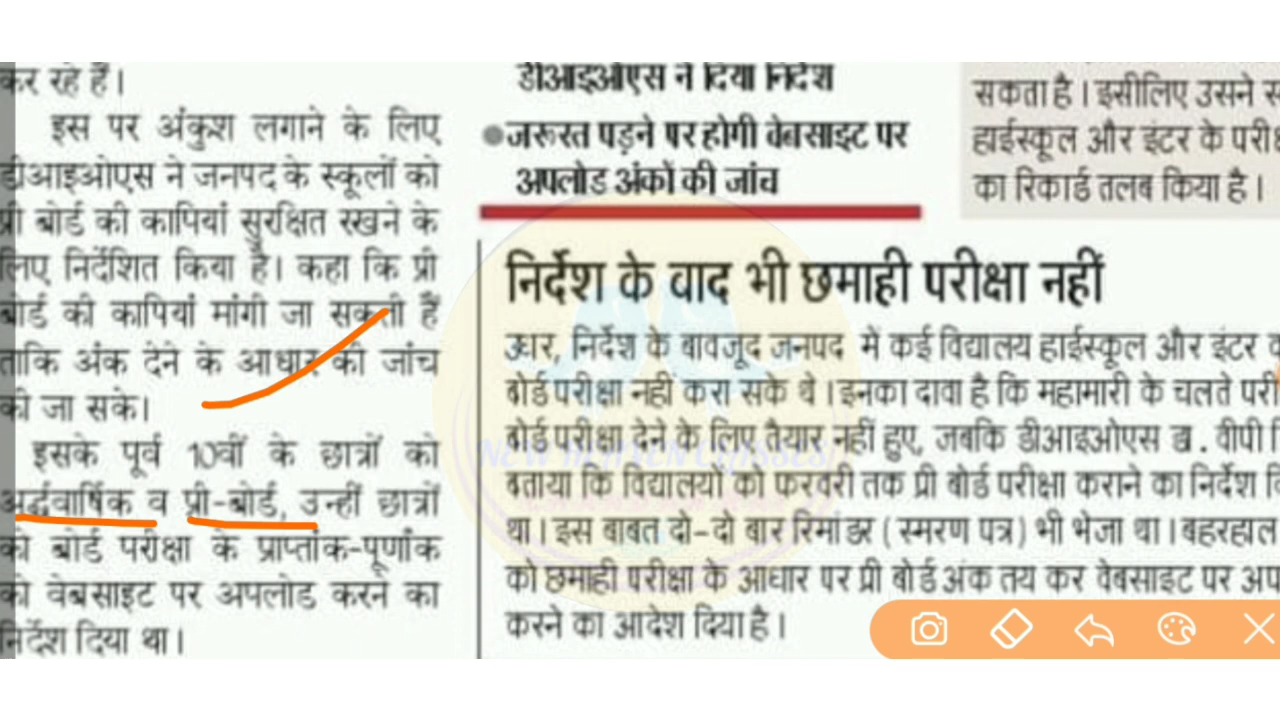 कर रहे हैं।
इस पर अंकुश लगाने के लिए
डीआइओएस ने जनपद के स्कूलों को
प्री बोर्ड की कापियां सुरक्षित रखने के
लिए निर्देशित किया है। कहा कि प्री
बोर्ड की कापियां मांगी जा सकती हैं
ताकि अंक देने के आधार की जांच
की जा सके।
इसके पूर्व 10वीं के छात्रों को
अर्द्धवार्षिक व प्री-बोर्ड, उन्हीं छात्रों
को बोर्ड परीक्षा के प्राप्तांक-पूर्णांक
को वेबसाइट पर अपलोड करने का
निर्देश दिया था।
डीआइओएस ने दिया निर्देश
जरूरत पड़ने पर होगी वेबसाइट पर
अपलोड अंकों की जांच
सकता है। इसीलिए उसने
हाईस्कूल और इंटर के
का रिकार्ड तलब किया है।
निर्देश के वाद भी छमाही परीक्षा नहीं
उधर, निर्देश के बावजूद जनपद में कई विद्यालय हाईस्कूल और इंटर
बोर्ड परीक्षा नहीं करा सके थे। इनका दावा है कि महामारी के चलते
बोर्ड परीक्षा देने के लिए तैयार नहीं हुए, जबकि डीआइओएस डा. वीपी
बताया कि विद्यालयों को फरवरी तक प्री बोर्ड परीक्षा कराने का निर्देश
था। इस बाबत दो-दो बार रिमांडर (स्मरण पत्र) भी भेजा था। बहरहाल
को छमाही परीक्षा के आधार पर प्री बोर्ड अंक तय कर वेबसाइट पर
करने का आदेश दिया है।
NEW WOMEN CLASSES